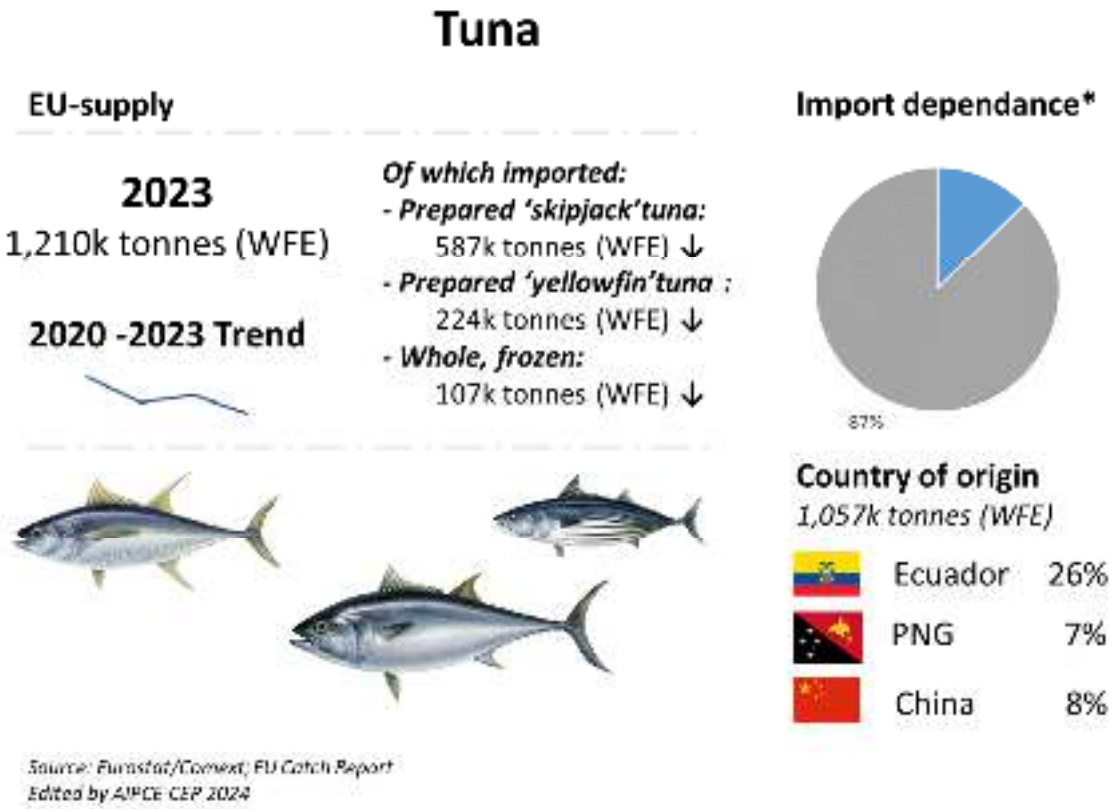 Tuna
EU-supply
2023
1,210k tonnes (WFE)
2020 -2023 Trend
Of which imported:
- Prepared ‘skipjack’tuna:
587k tonnes (WFE) ↓
- Prepared ‘yellowfin’tuna :
224k tonnes (WFE) ↓
- Whole, frozen:
107k tonnes (WFE) ↓
Import dependance*
87%
Country of origin
1,057k tonnes (WFE)
Ecuador 26%
PNG 7%
China 8%
Source: Eurostat/Comext; EU Catch Report
Edited by AIPCE CEP 2024